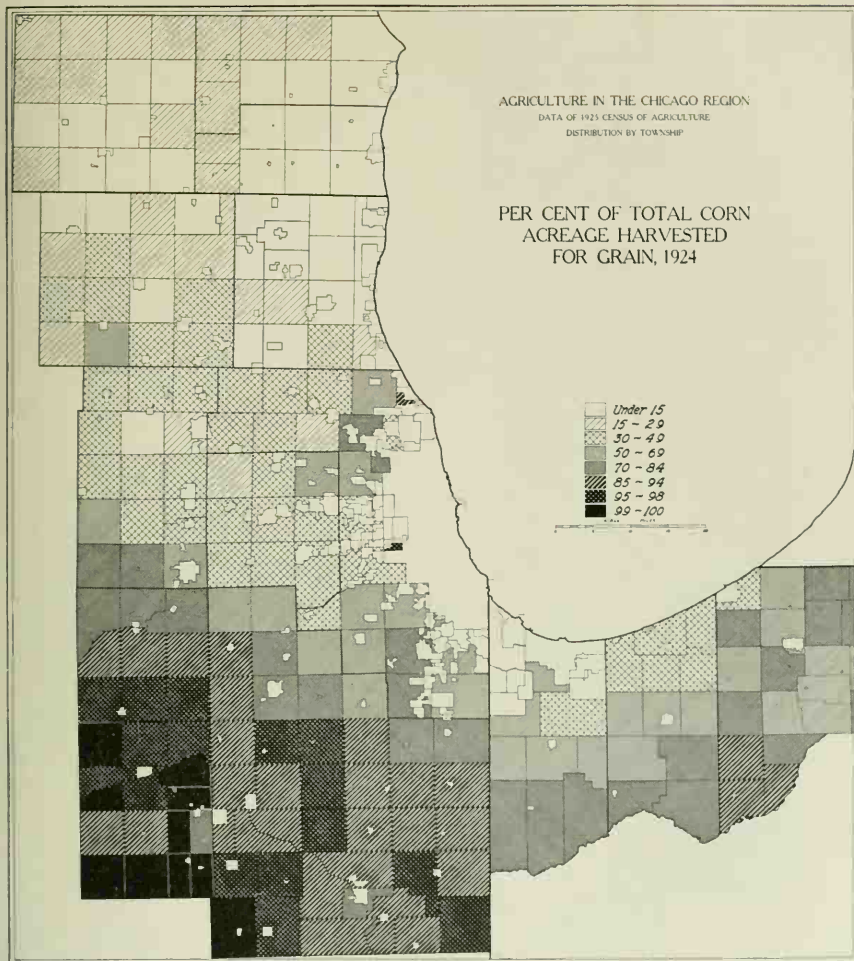 AGRICULTURE IN THE CHICAGO REGION
DATA OF 1925 CENSUS OF AGRICULTURE
DISTRIBUTION BY TOWNSHIP
PER CENT OF TOTAL CORN
ACREAGE HARVESTED
FOR GRAIN, 1924
Under 15
15 - 29
30 - 49
50 - 69
70 - 84
85 - 94
95 - 98
99 - 100